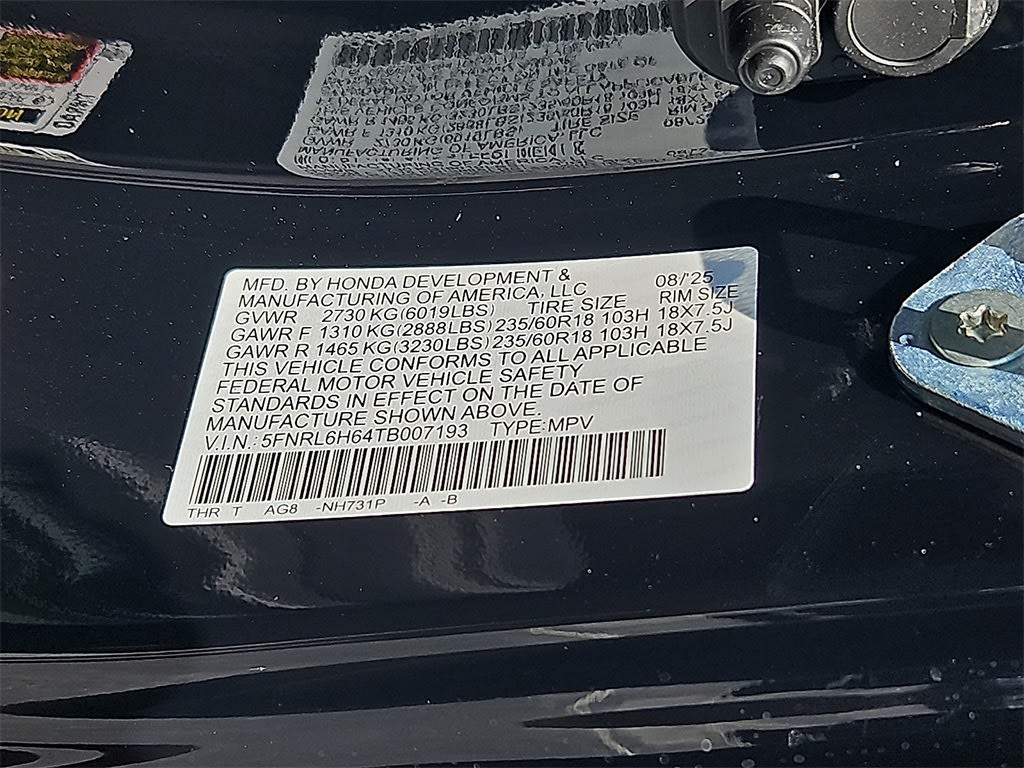 MFD. BY HONDA DEVELOPMENT & 08/'25
MANUFACTURING OF AMERICA, LLC
GVWR 2730 KG(6019LBS) TIRE SIZE RIM SIZE
GAWR F 1310 KG(2888LBS) 235/60R18 103H 18X7.5J
GAWR R 1465 KG(3230LBS) 235/60R18 103H 18X7.5J
THIS VEHICLE CONFORMS TO ALL APPLICABLE
FEDERAL MOTOR VEHICLE SAFETY
STANDARDS IN EFFECT ON THE DATE OF
MANUFACTURE SHOWN ABOVE.
V.I.N.: 5FNRL6H64TB007193 TYPE:MPV
THR T AG8 -NH731P -A -B